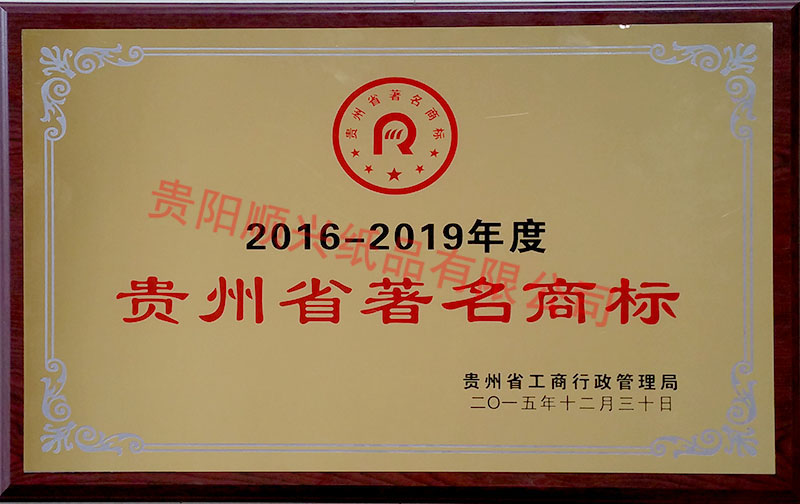 贵州省著名商标
R
2016-2019年度
贵州省著名商标
贵阳顺兴纸品有限公司
贵州省工商行政管理局
二〇一五年十二月三十日